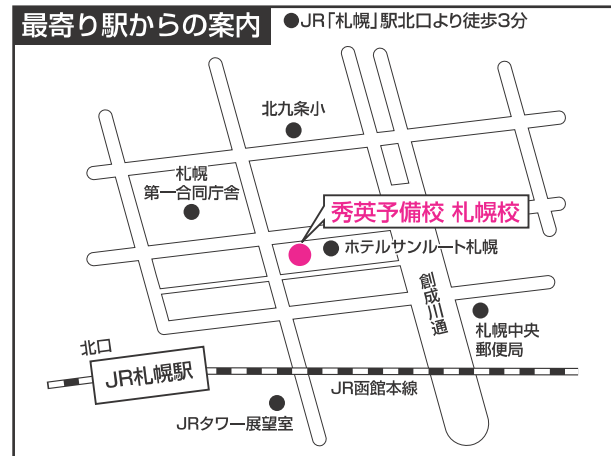 最寄り駅からの案内
●JR「札幌」駅北口より徒歩3分
北九条小
札幌
第一合同庁舎
秀英予備校 札幌校
ホテルサンルート札幌
創成川通
札幌中央
郵便局
北口
JR札幌駅
JR函館本線
JRタワー展望室